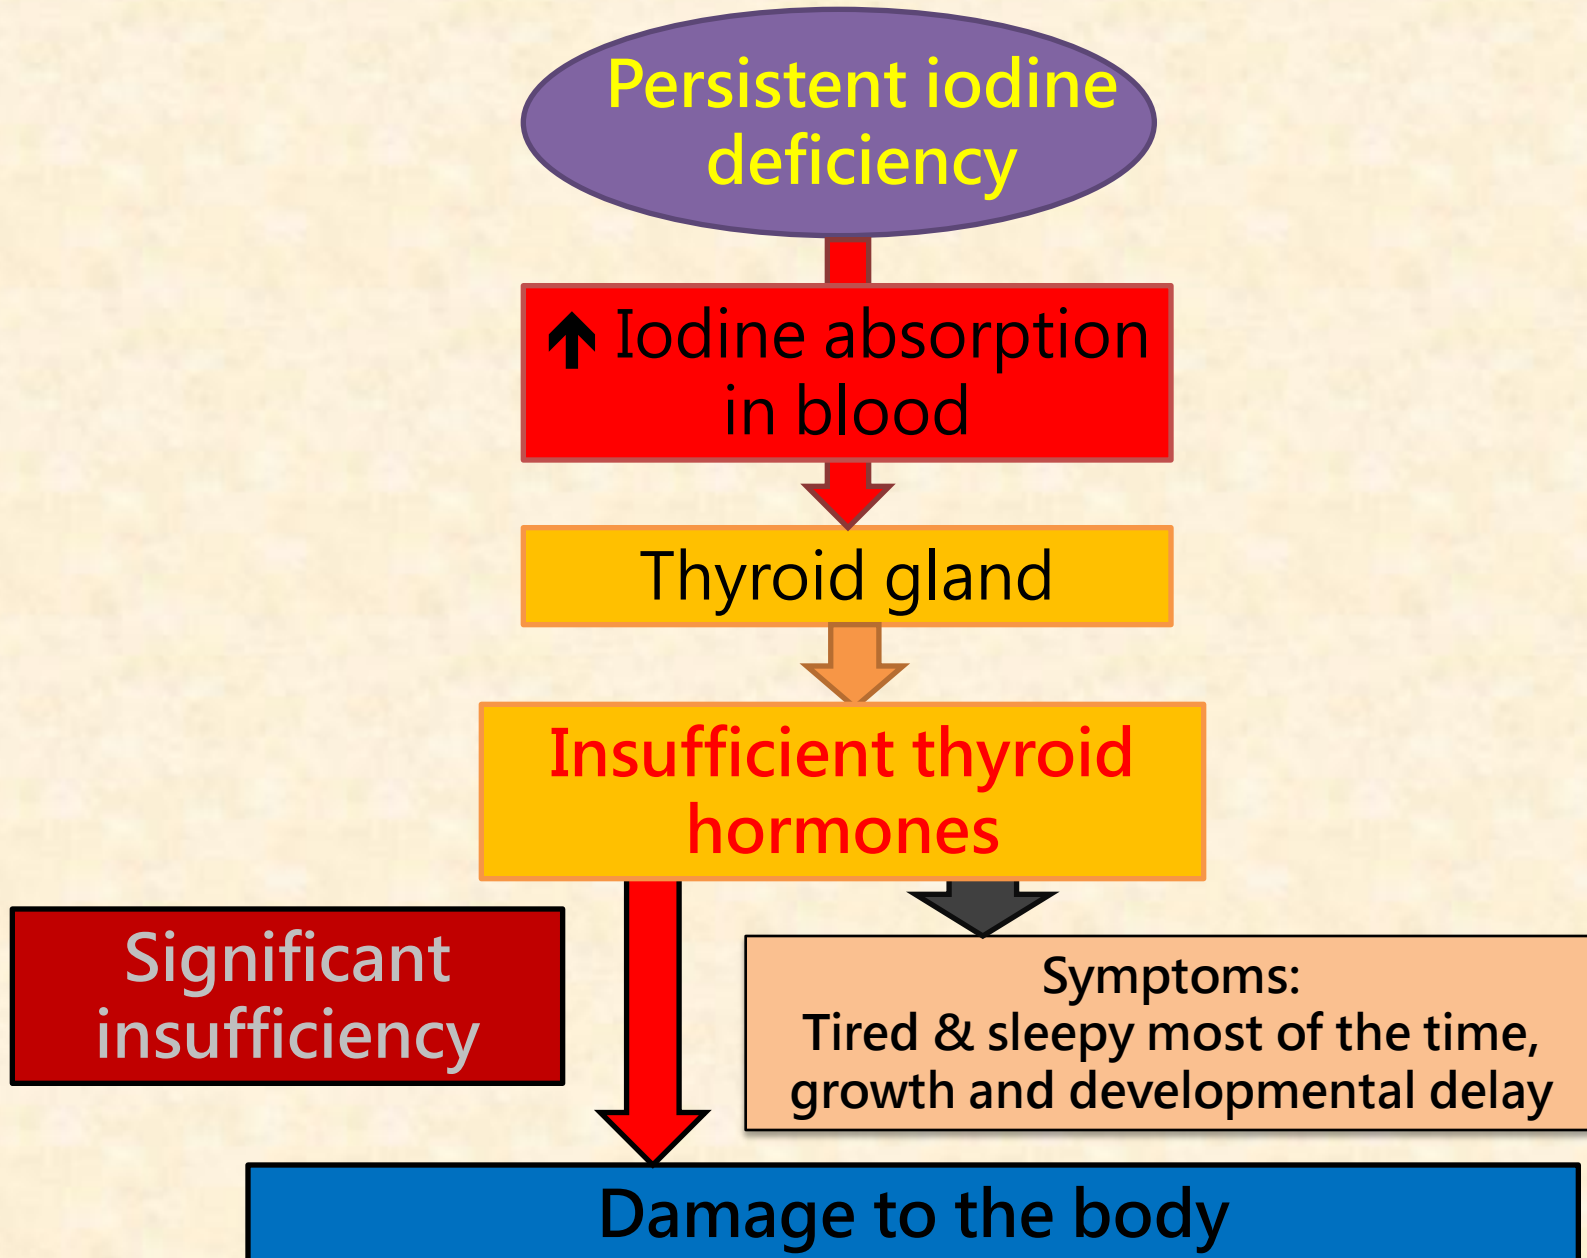 Persistent iodine
deficiency
🡹 Iodine absorption
in blood
Thyroid gland
Insufficient thyroid
hormones
Significant
insufficiency
Symptoms:
Tired & sleepy most of the time,
growth and developmental delay
Damage to the body